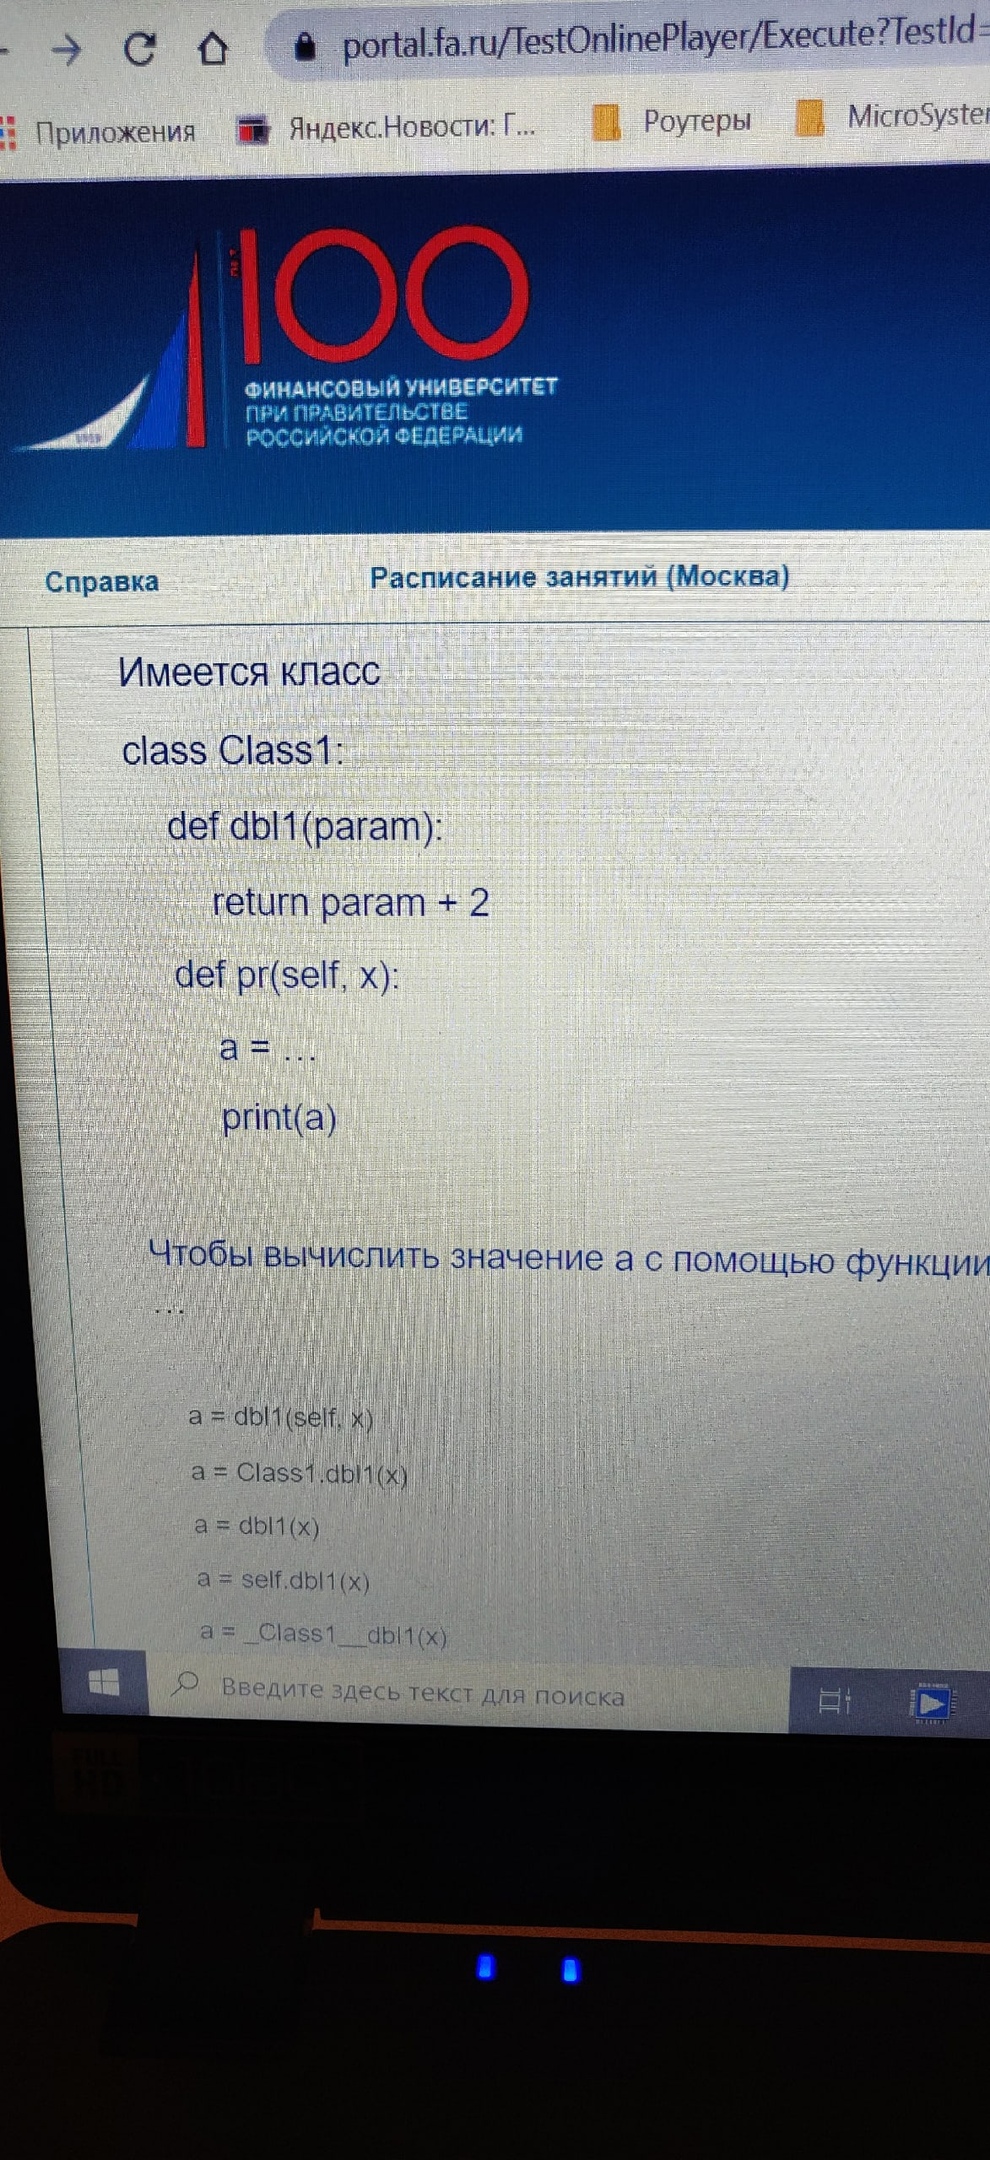 portal.fa.ru/TestOnlinePlayer/Execute?TestId=
Приложения Яндекс.Новости: Г... Роутеры MicroSyster
100
ФИНАНСОВЫЙ УНИВЕРСИТЕТ
ПРИ ПРАВИТЕЛЬСТВЕ
РОССИЙСКОЙ ФЕДЕРАЦИИ
Справка Расписание занятий (Москва)
Имеется класс
class Class1:
def dbl1(param):
return param + 2
def pr(self, x):
a = ...
print(a)
Чтобы вычислить значение a с помощью функции
...
a = dbl1(self, x)
a = Class1.dbl1(x)
a = dbl1(x)
a = self.dbl1(x)
a = _Class1__dbl1(x)
Введите здесь текст для поиска
FULL
HD